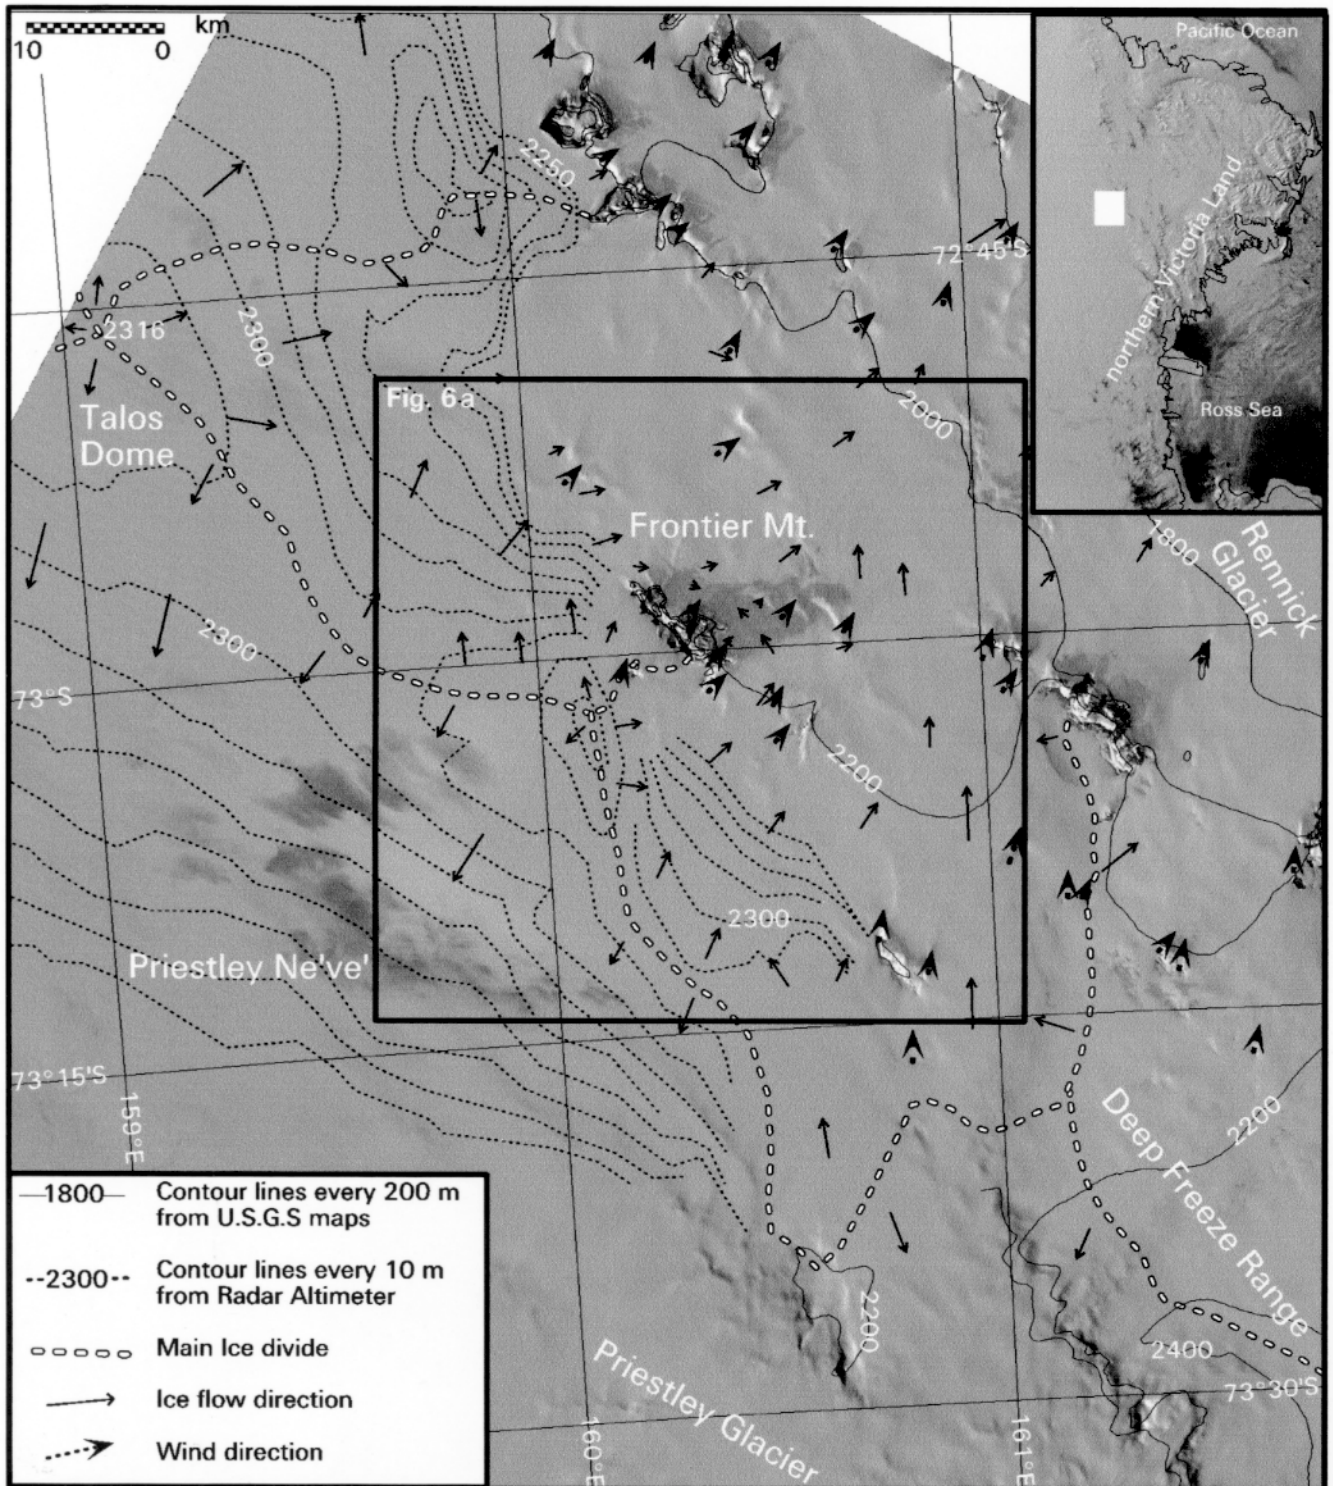 km
10 0
Pacific Ocean
northern Victoria Land
Ross Sea
2250
72°45'S
2316
2300
Talos
Dome
Fig. 6a
2000
Frontier Mt.
1800
Rennick
Glacier
2300
73°S
2200
2300
Priestley Ne've'
73°15'S
159°E
Deep Freeze Range
2200
2200
2400
73°30'S
Priestley Glacier
160°E
161°E
1800 Contour lines every 200 m
from U.S.G.S maps
2300 Contour lines every 10 m
from Radar Altimeter
Main Ice divide
Ice flow direction
Wind direction